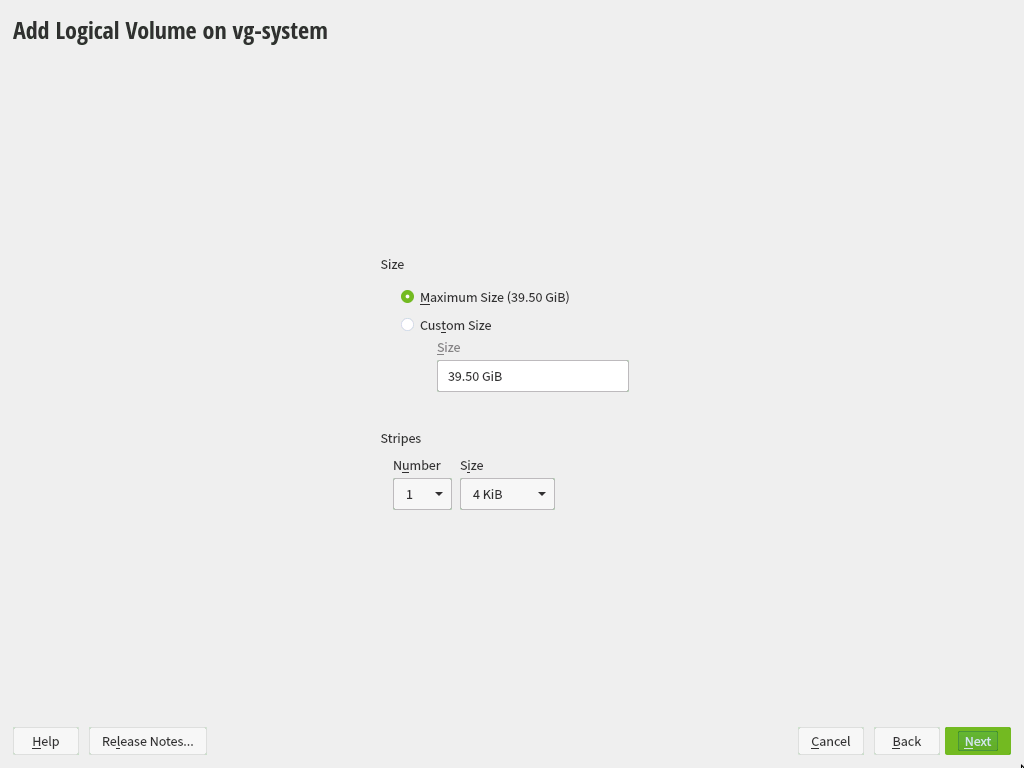 Add Logical Volume on vg-system
Size
Maximum Size (39.50 GiB)
Custom Size
Size
39.50 GiB
Stripes
Number Size
1 4 KiB
Help Release Notes... Cancel Back Next